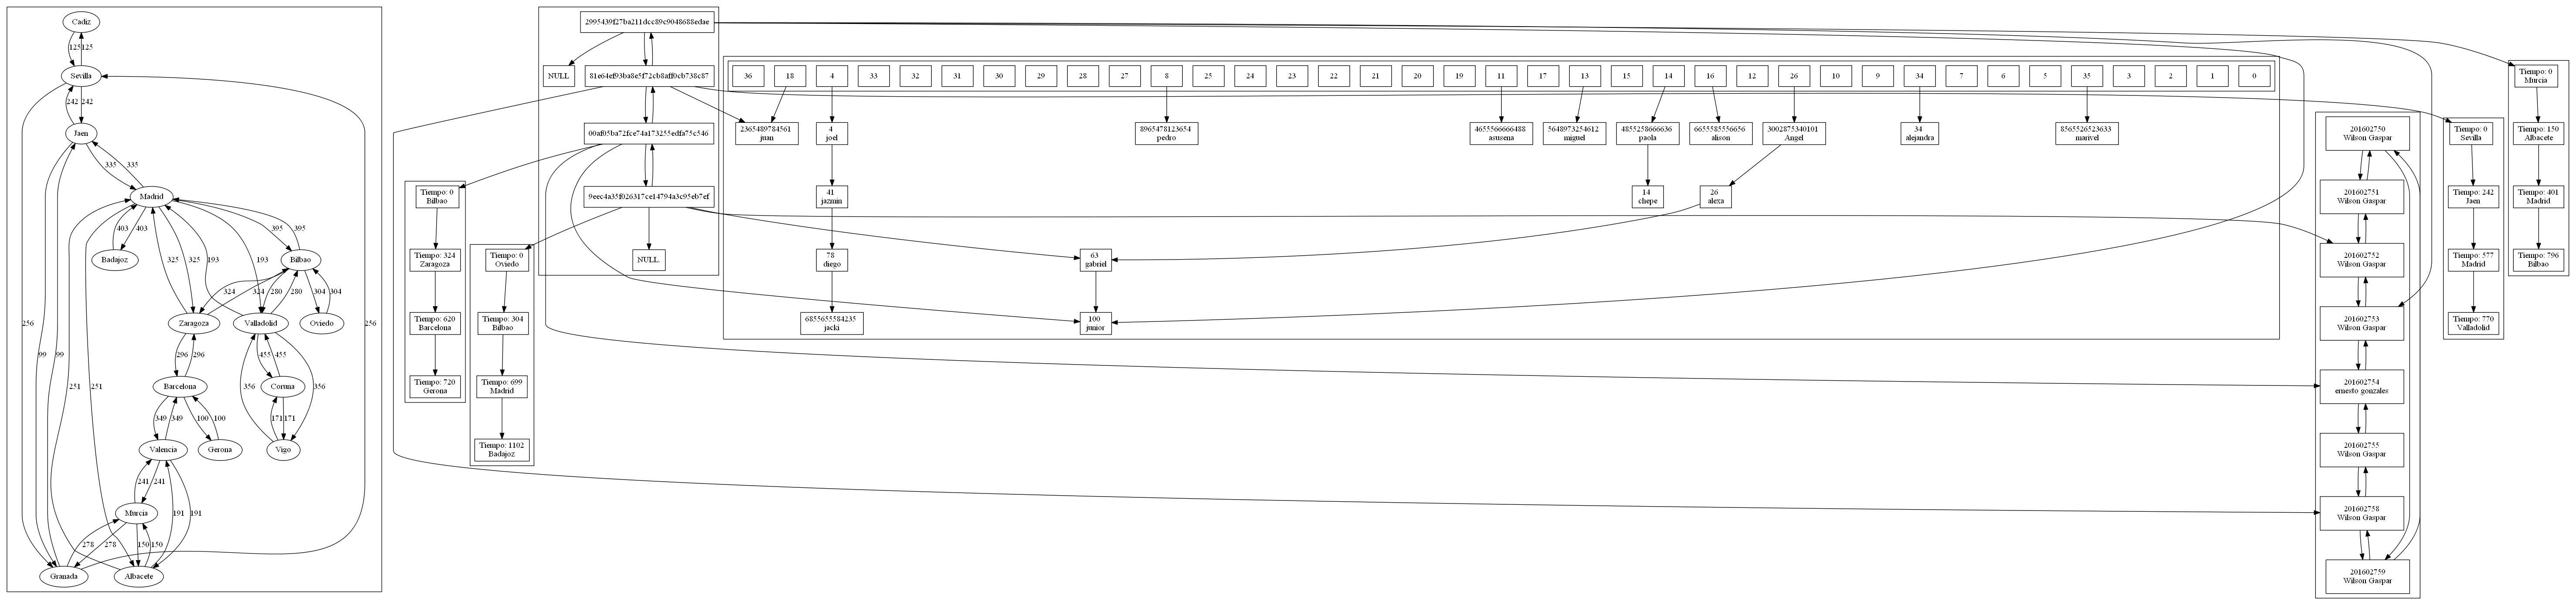 Cadiz
125
125
Sevilla
242
242
Jaen
335
335
Madrid
403
403
325
325
193
193
395
395
Badajoz
Bilbao
324
324
280
280
304
304
Zaragoza
Valladolid
Oviedo
256
99
99
251
251
256
296
296
356
455
455
356
Barcelona
Coruna
349
349
100
100
171
171
Valencia
Gerona
Vigo
241
241
191
191
Murcia
278
278
150
150
Granada
Albacete
2995439f27ba211dcc89c9048688edae
NULL
81e64ef93ba8e5f72cb8aff0cb738c87
00af05ba72fce74a173255edfa75c546
9eec4a35f026317ce14794a3c95eb7ef
NULL
Tiempo: 0
Bilbao
Tiempo: 324
Zaragoza
Tiempo: 620
Barcelona
Tiempo: 720
Gerona
Tiempo: 0
Oviedo
Tiempo: 304
Bilbao
Tiempo: 699
Madrid
Tiempo: 1102
Badajoz
36
18
4
33
32
31
30
29
28
27
8
25
24
23
22
21
20
19
11
17
13
15
14
16
12
26
10
9
34
7
6
5
35
3
2
1
0
2365489784561
juan
4
joel
8965478123654
pedro
4655566666488
asusena
5648973254612
miguel
4855258666636
paola
6655585556656
alison
3002875340101
Angel
34
alejandra
8565526523633
marivel
41
jazmin
14
chepe
26
alexa
78
diego
63
gabriel
6855655584235
jacki
100
junior
201602750
Wilson Gaspar
201602751
Wilson Gaspar
201602752
Wilson Gaspar
201602753
Wilson Gaspar
201602754
ernesto gonzales
201602755
Wilson Gaspar
201602758
Wilson Gaspar
201602759
Wilson Gaspar
Tiempo: 0
Sevilla
Tiempo: 242
Jaen
Tiempo: 577
Madrid
Tiempo: 770
Valladolid
Tiempo: 0
Murcia
Tiempo: 150
Albacete
Tiempo: 401
Madrid
Tiempo: 796
Bilbao